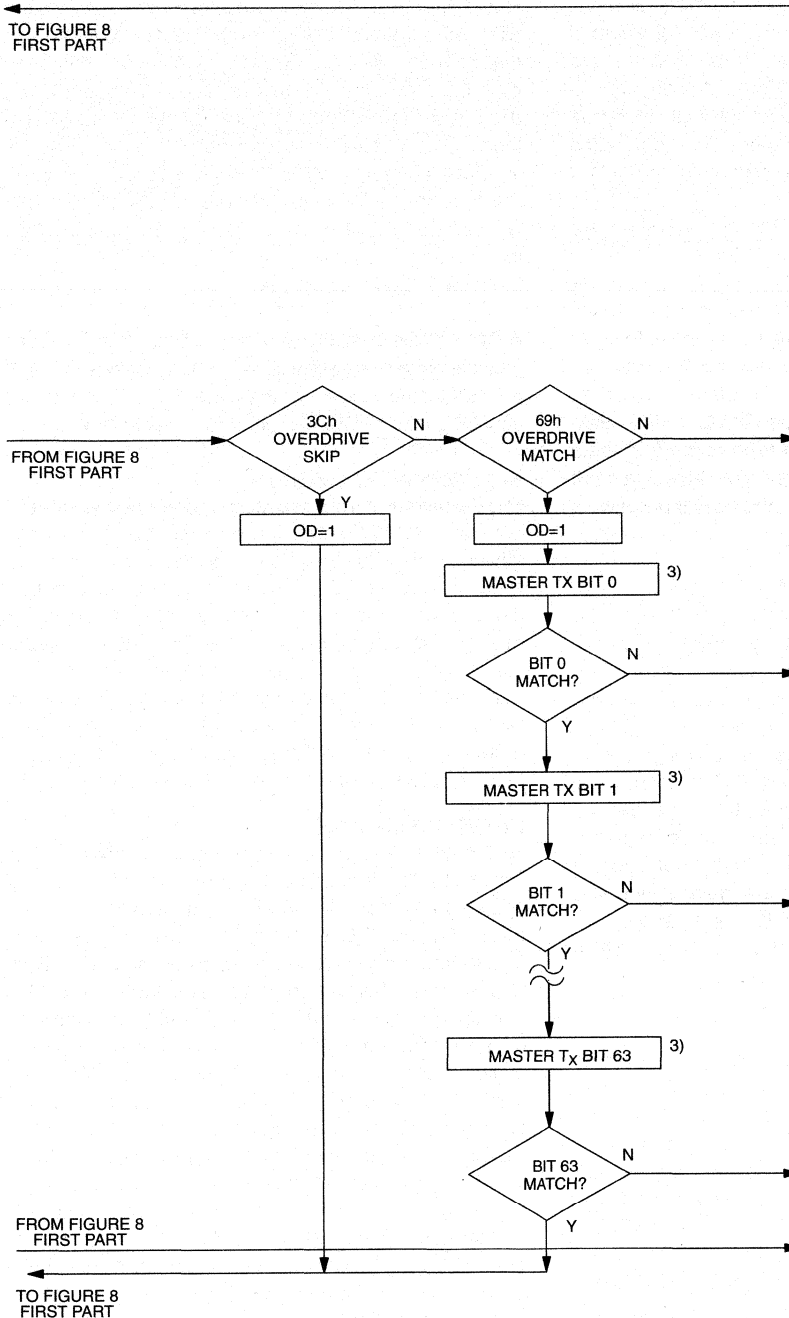 TO FIGURE 8
FIRST PART
3Ch
OVERDRIVE
SKIP
N
69h
OVERDRIVE
MATCH
N
FROM FIGURE 8
FIRST PART
Y
OD=1
OD=1
MASTER TX BIT 0
3)
BIT 0
MATCH?
N
Y
MASTER TX BIT 1
3)
BIT 1
MATCH?
N
Y
MASTER TX BIT 63
3)
BIT 63
MATCH?
N
Y
FROM FIGURE 8
FIRST PART
TO FIGURE 8
FIRST PART